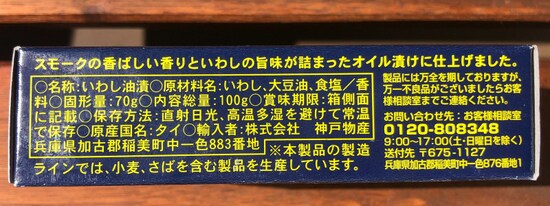 スモークの香ばしい香りといわしの旨味が詰まったオイル漬けに仕上げました。
○名称:いわし油漬○原材料名:いわし、大豆油、食塩/香
料○固形量:70g○内容総量:100g○賞味期限:箱側面
に記載○保存方法:直射日光、高温多湿を避けて常温
で保存○原産国名:タイ○輸入者:株式会社 神戸物産
兵庫県加古郡稲美町中一色883番地
※本製品の製造
ラインでは、小麦、さばを含む製品を生産しています。
製品には万全を期しておりますが、
万一不良品がございましたらお客
様相談室までご連絡ください。
お問い合わせ先:お客様相談室
0120-808348
9:00~17:00(土・日曜日を除く)
送付先 〒675-1127
兵庫県加古郡稲美町中一色876番地1